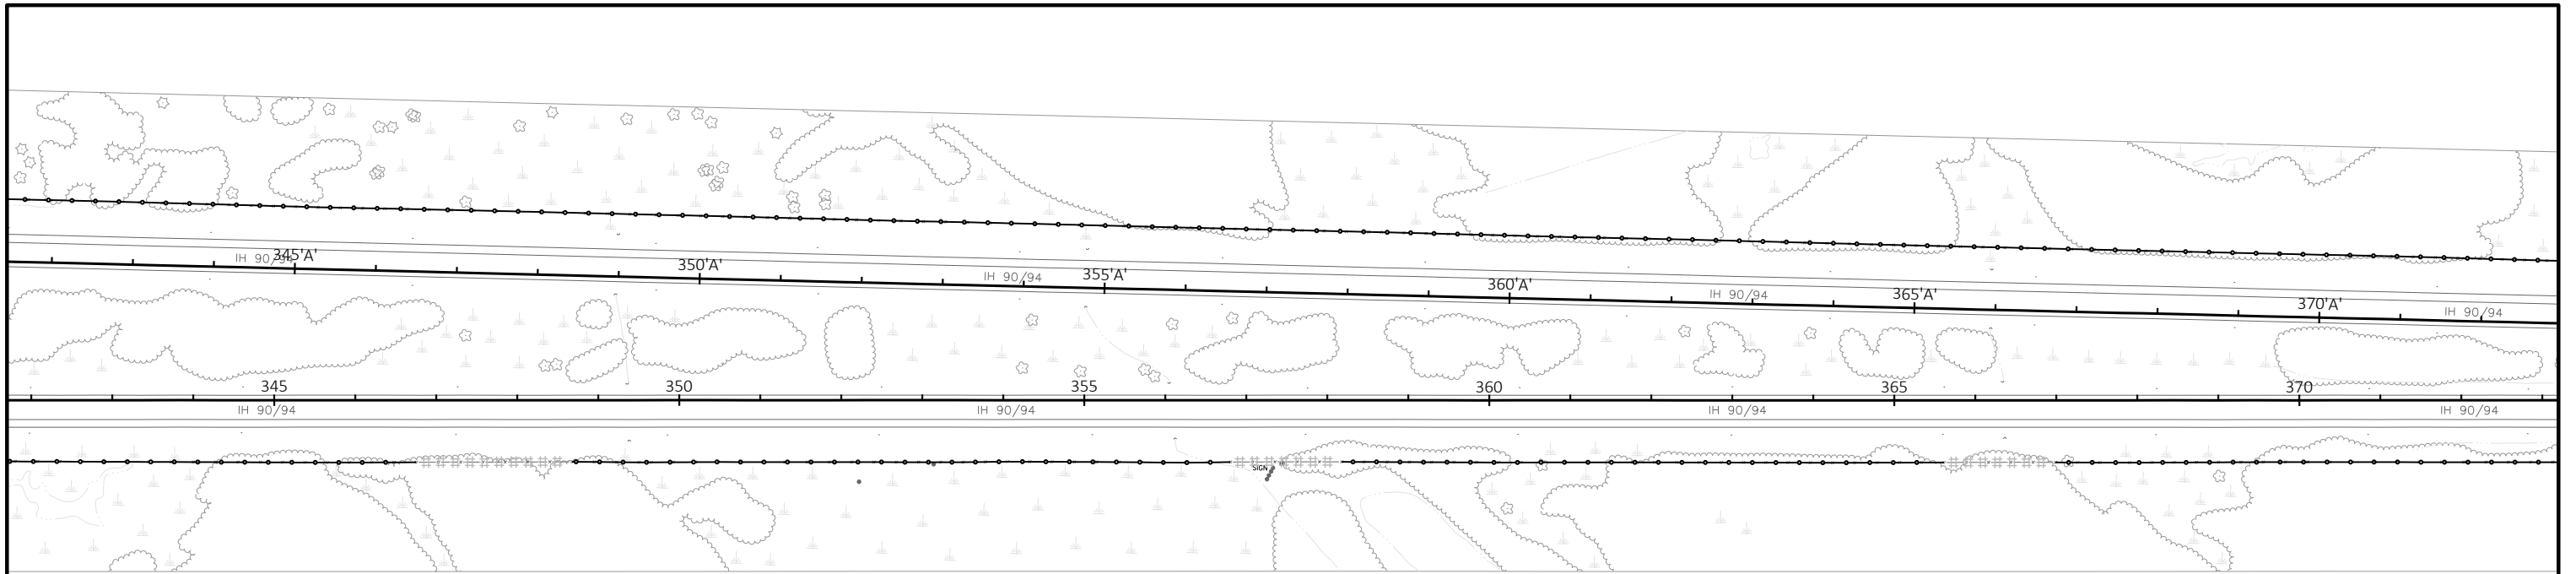 345'A'
IH 90/94
350'A'
IH 90/94
355'A'
360'A'
IH 90/94
365'A'
370'A'
IH 90/94
345
350
355
360
365
370
IH 90/94
IH 90/94
IH 90/94
IH 90/94
SIGN